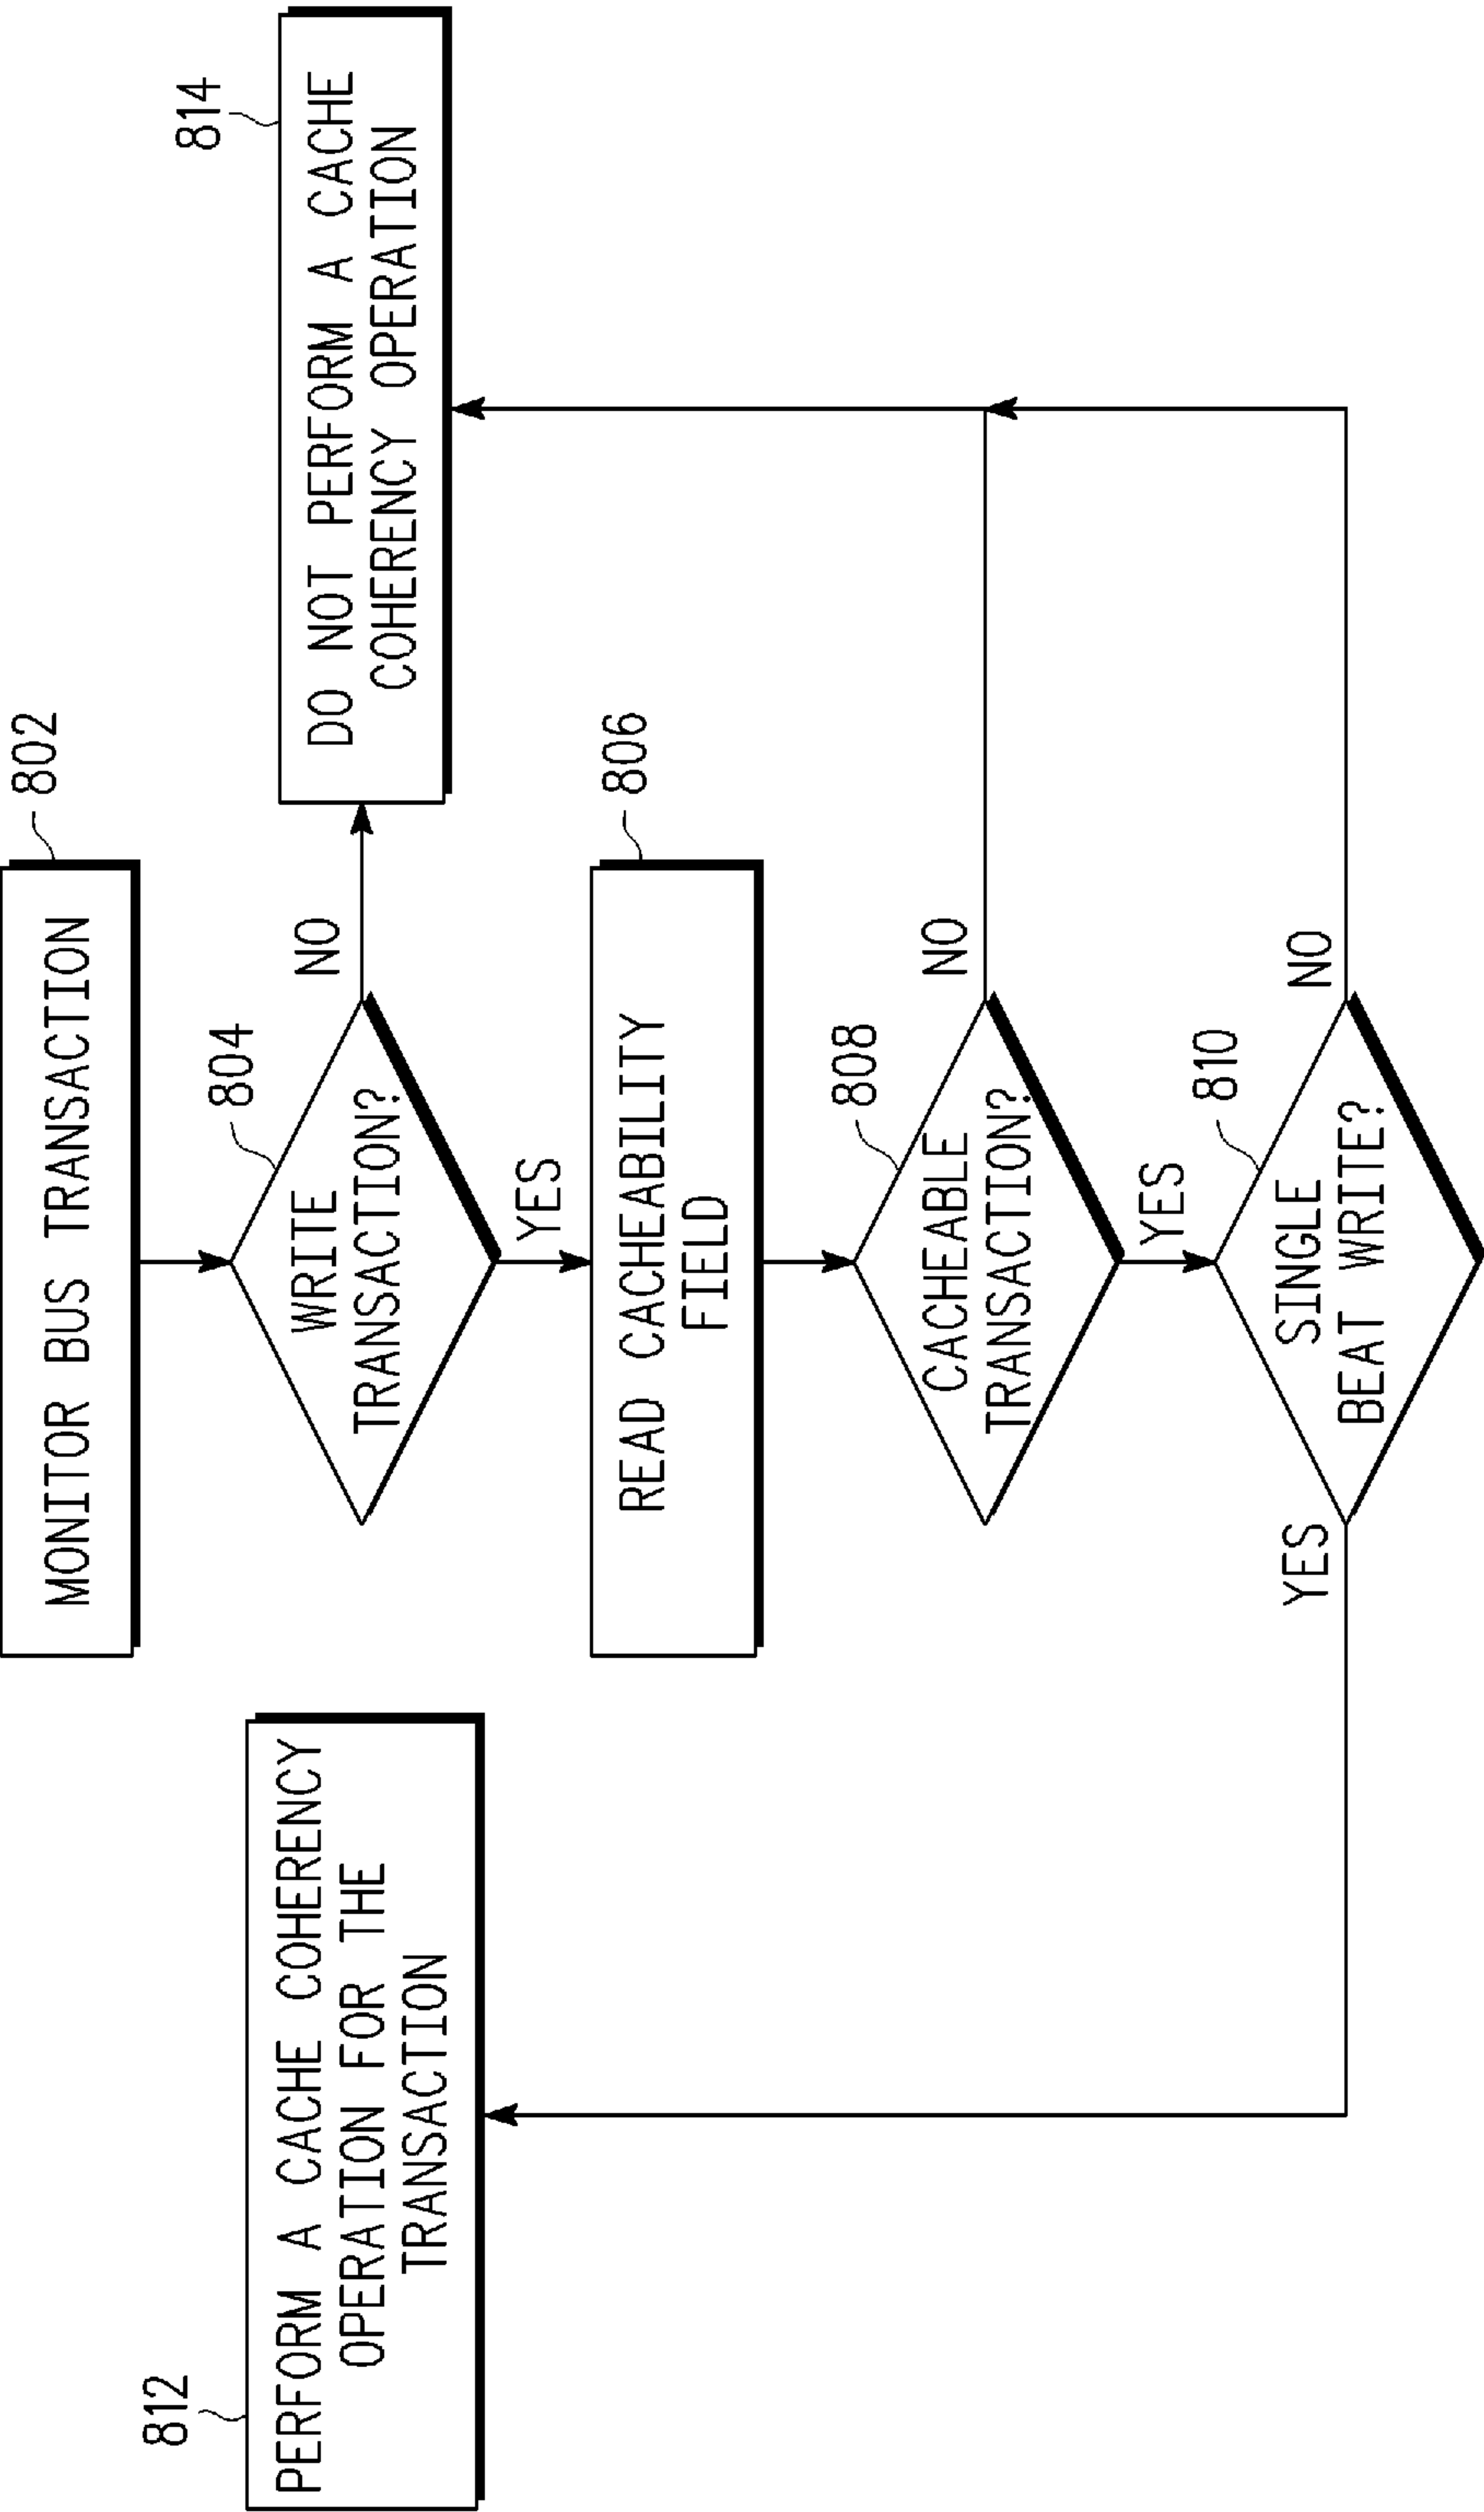 802
MONITOR BUS TRANSACTION
804
WRITE
TRANSACTION?
NO
YES
814
DO NOT PERFORM A CACHE
COHERENCY OPERATION
812
PERFORM A CACHE COHERENCY
OPERATION FOR THE
TRANSACTION
806
READ CACHEABILITY
FIELD
808
CACHEABLE
TRANSACTION?
NO
YES
810
SINGLE
BEAT WRITE?
NO
YES